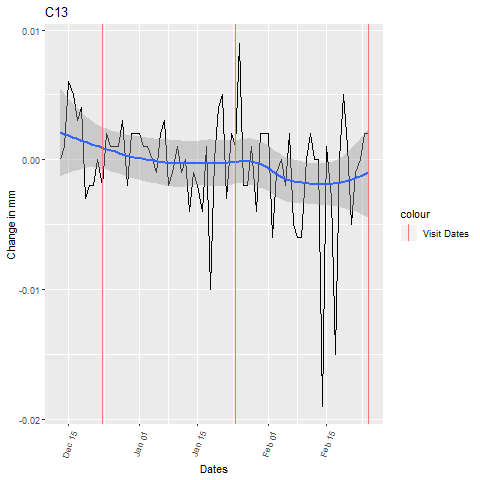 C13
0.01
0.00
-0.01
-0.02
Change in mm
Dec 15
Jan 01
Jan 15
Feb 01
Feb 15
Dates
colour
Visit Dates